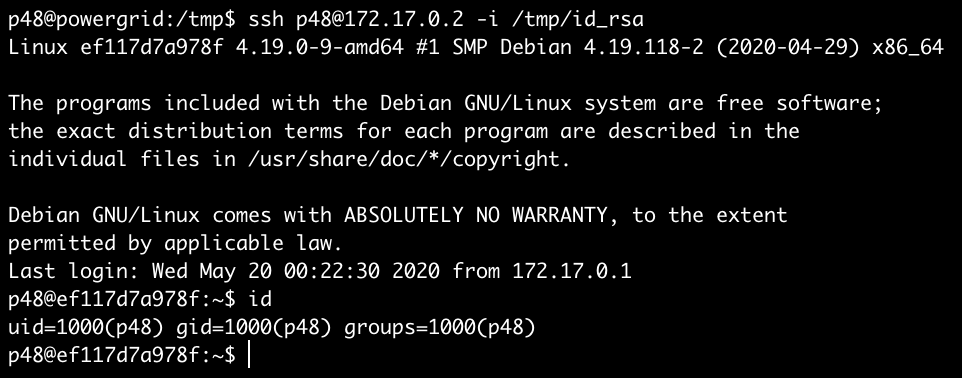 p48@powergrid:/tmp$ ssh p48@172.17.0.2 -i /tmp/id_rsa
Linux ef117d7a978f 4.19.0-9-amd64 #1 SMP Debian 4.19.118-2 (2020-04-29) x86_64

The programs included with the Debian GNU/Linux system are free software;
the exact distribution terms for each program are described in the
individual files in /usr/share/doc/*/copyright.

Debian GNU/Linux comes with ABSOLUTELY NO WARRANTY, to the extent
permitted by applicable law.
Last login: Wed May 20 00:22:30 2020 from 172.17.0.1
p48@ef117d7a978f:~$ id
uid=1000(p48) gid=1000(p48) groups=1000(p48)
p48@ef117d7a978f:~$